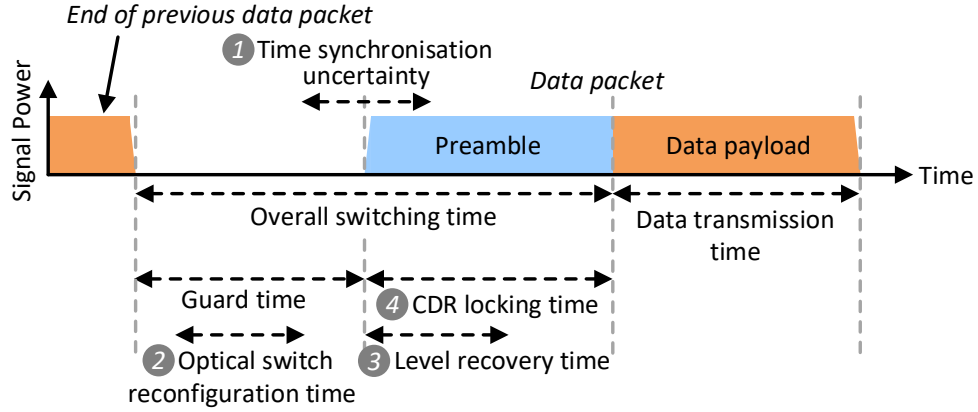 End of previous data packet
1 Time synchronisation
uncertainty
Data packet
Signal Power
Preamble
Data payload
Time
Overall switching time
Data transmission
time
Guard time
4 CDR locking time
2 Optical switch
reconfiguration time
3 Level recovery time